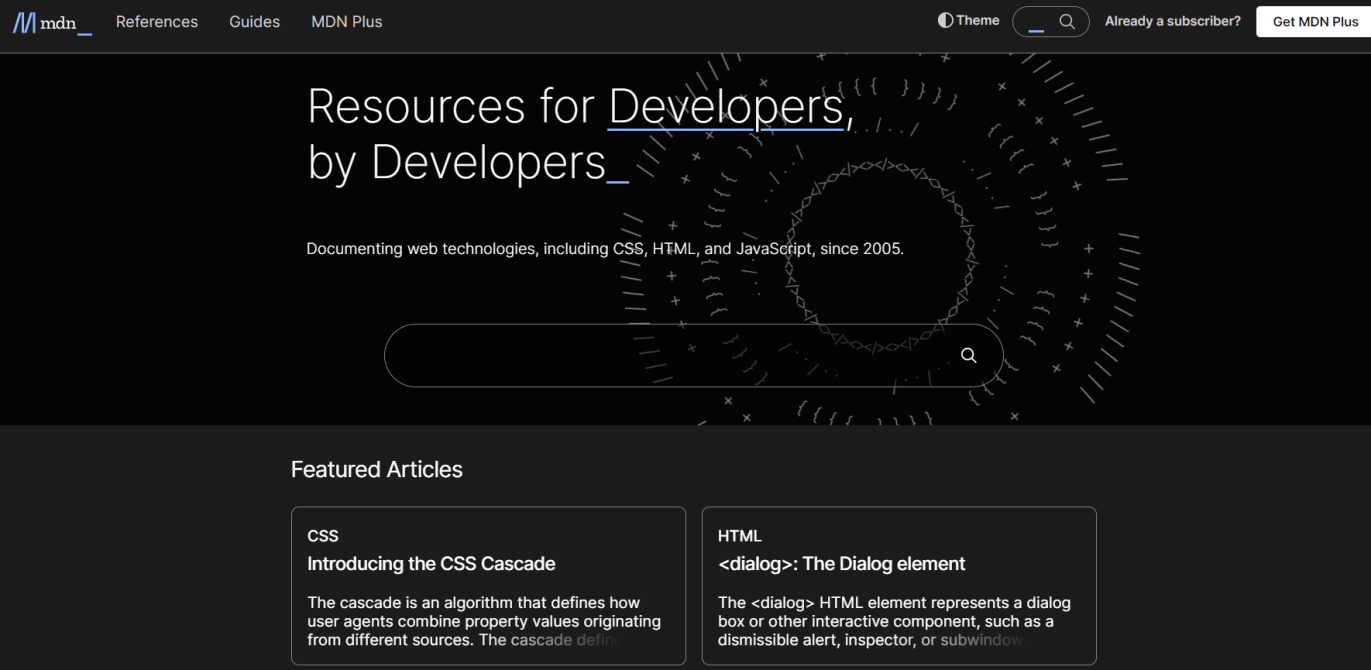 mdn_
References
Guides
MDN Plus
Theme
Already a subscriber?
Get MDN Plus
Resources for Developers,
by Developers_
Documenting web technologies, including CSS, HTML, and JavaScript, since 2005.
Featured Articles
CSS
Introducing the CSS Cascade
The cascade is an algorithm that defines how
user agents combine property values originating
from different sources. The cascade defin
HTML
<dialog>: The Dialog element
The <dialog> HTML element represents a dialog
box or other interactive component, such as a
dismissible alert, inspector, or subwindow.